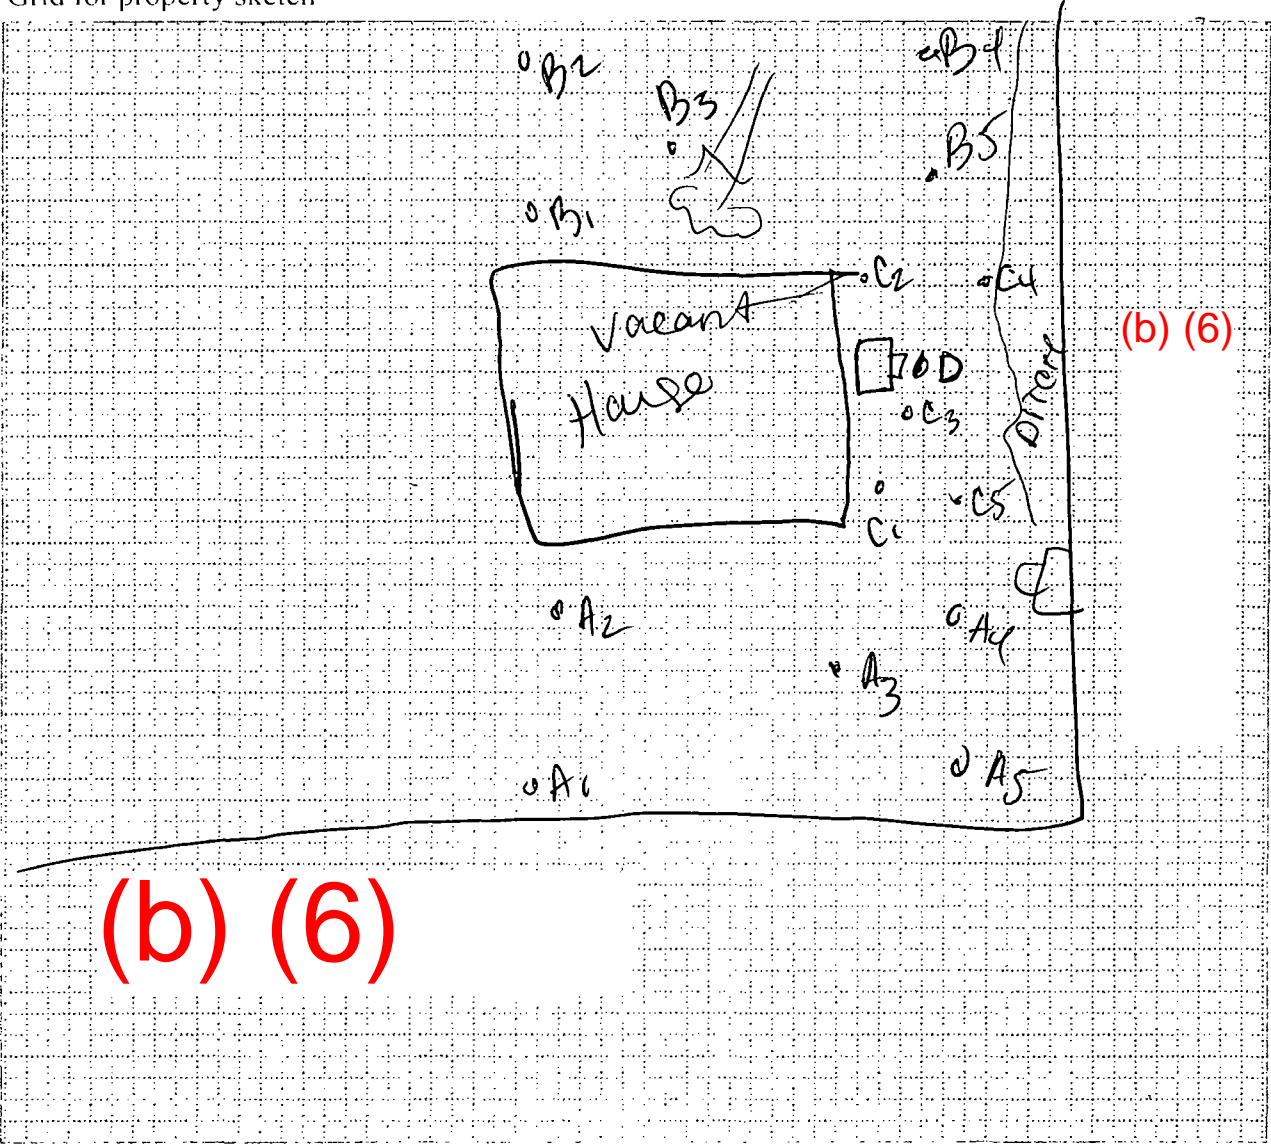 Grid for property sketch
B2
B4
B3
B5
B1
C2
C4
Vacant
House
(b) (6)
D
C3
Ditch
C5
C1
A2
A4
A3
A1
A5
(b) (6)